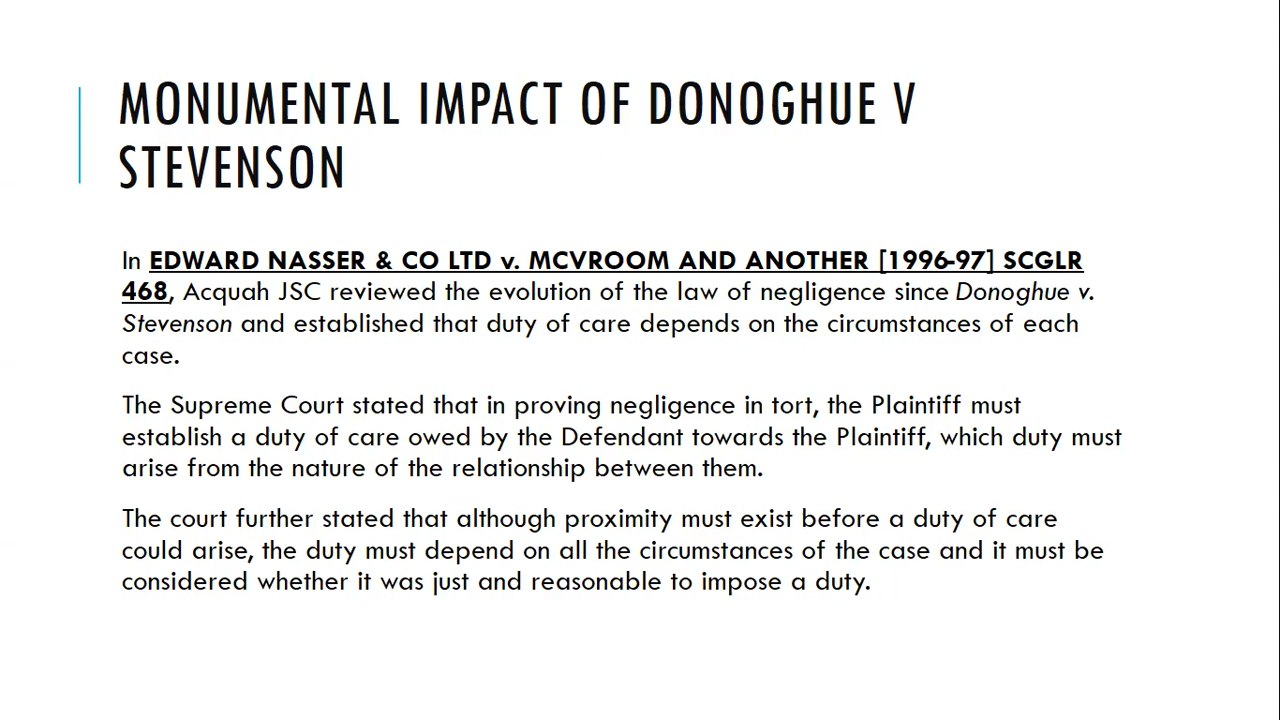 MONUMENTAL IMPACT OF DONOGHUE V
STEVENSON
In EDWARD NASSER & CO LTD v. MCVROOM AND ANOTHER [1996-97] SCGLR
468, Acquah JSC reviewed the evolution of the law of negligence since Donoghue v.
Stevenson and established that duty of care depends on the circumstances of each
case.
The Supreme Court stated that in proving negligence in tort, the Plaintiff must
establish a duty of care owed by the Defendant towards the Plaintiff, which duty must
arise from the nature of the relationship between them.
The court further stated that although proximity must exist before a duty of care
could arise, the duty must depend on all the circumstances of the case and it must be
considered whether it was just and reasonable to impose a duty.